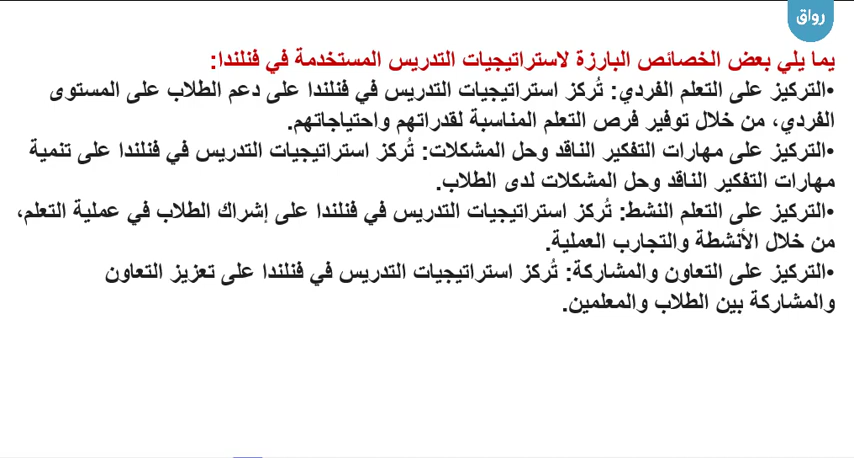 رواق
يما يلي بعض الخصائص البارزة لاستراتيجيات التدريس المستخدمة في فنلندا:
•التركيز على التعلم الفردي: تُركز استراتيجيات التدريس في فنلندا على دعم الطلاب على المستوى
الفردي، من خلال توفير فرص التعلم المناسبة لقدراتهم واحتياجاتهم.
•التركيز على مهارات التفكير الناقد وحل المشكلات: تُركز استراتيجيات التدريس في فنلندا على تنمية
مهارات التفكير الناقد وحل المشكلات لدى الطلاب.
•التركيز على التعلم النشط: تُركز استراتيجيات التدريس في فنلندا على إشراك الطلاب في عملية التعلم،
من خلال الأنشطة والتجارب العملية.
•التركيز على التعاون والمشاركة: تُركز استراتيجيات التدريس في فنلندا على تعزيز التعاون
والمشاركة بين الطلاب والمعلمين.